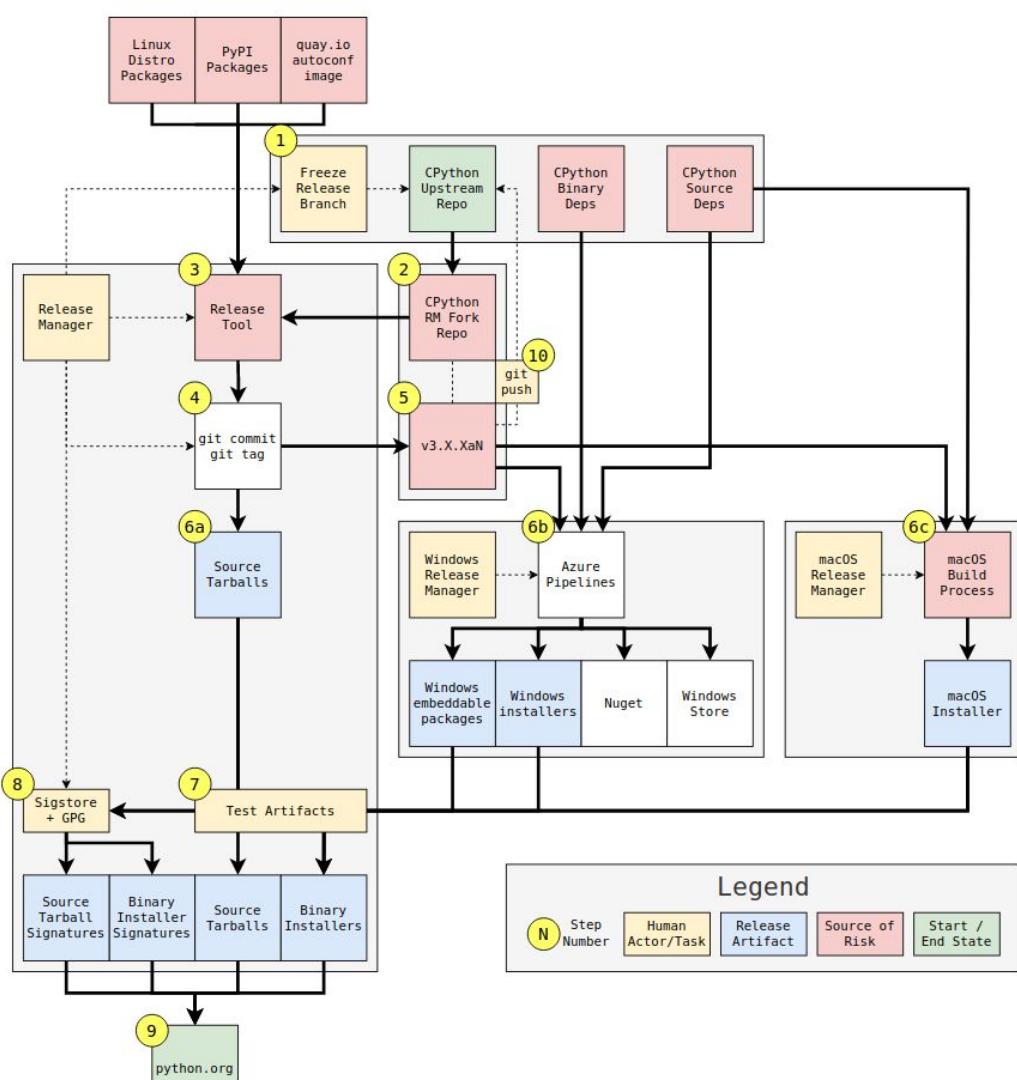 Linux
Distro
Packages
PyPI
Packages
quay.io
autoconf
image
1
Freeze
Release
Branch
CPython
Upstream
Repo
CPython
Binary
Deps
CPython
Source
Deps
Release
Manager
3
Release
Tool
2
CPython
RM Fork
Repo
10
git
push
4
git commit
git tag
5
v3.X.XaN
6a
Source
Tarballs
Windows
Release
Manager
6b
Azure
Pipelines
macOS
Release
Manager
6c
macOS
Build
Process
Windows
embeddable
packages
Windows
installers
Nuget
Windows
Store
macOS
Installer
8
Sigstore
+ GPG
7
Test Artifacts
Source
Tarball
Signatures
Binary
Installer
Signatures
Source
Tarballs
Binary
Installers
Legend
N
Step
Number
Human
Actor/Task
Release
Artifact
Source of
Risk
Start /
End State
9
python.org